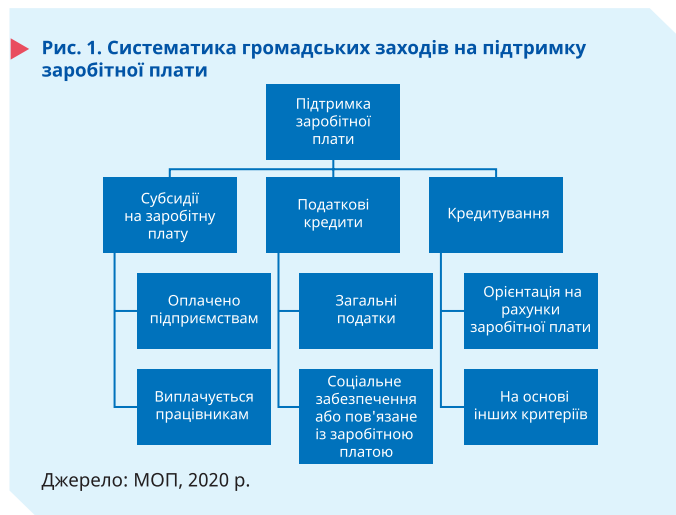 Рис. 1. Систематика громадських заходів на підтримку
заробітної плати
Підтримка
заробітної
плати
Субсидії
на заробітну
плату
Податкові
кредити
Кредитування
Оплачено
підприємствам
Загальні
податки
Орієнтація на
рахунки
заробітної плати
Виплачується
працівникам
Соціальне
забезпечення
або пов'язане
із заробітною
платою
На основі
інших критеріїв
Джерело: МОП, 2020 р.